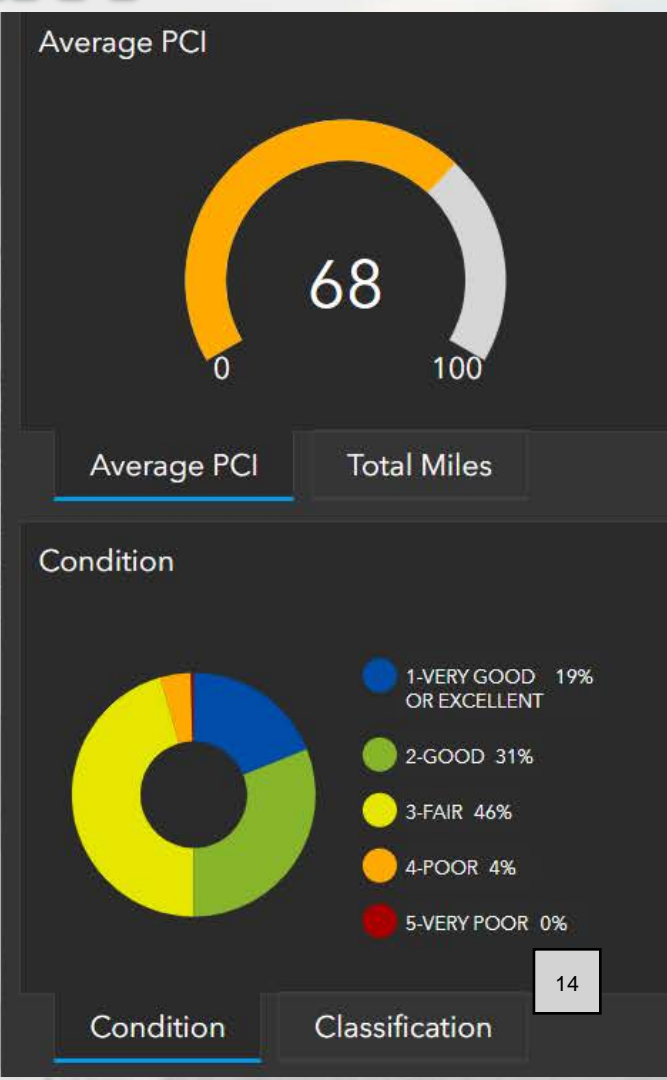 Average PCI
68
0
100
Average PCI
Total Miles
Condition
1-VERY GOOD 19%
OR EXCELLENT
2-GOOD 31%
3-FAIR 46%
4-POOR 4%
5-VERY POOR 0%
14
Condition
Classification